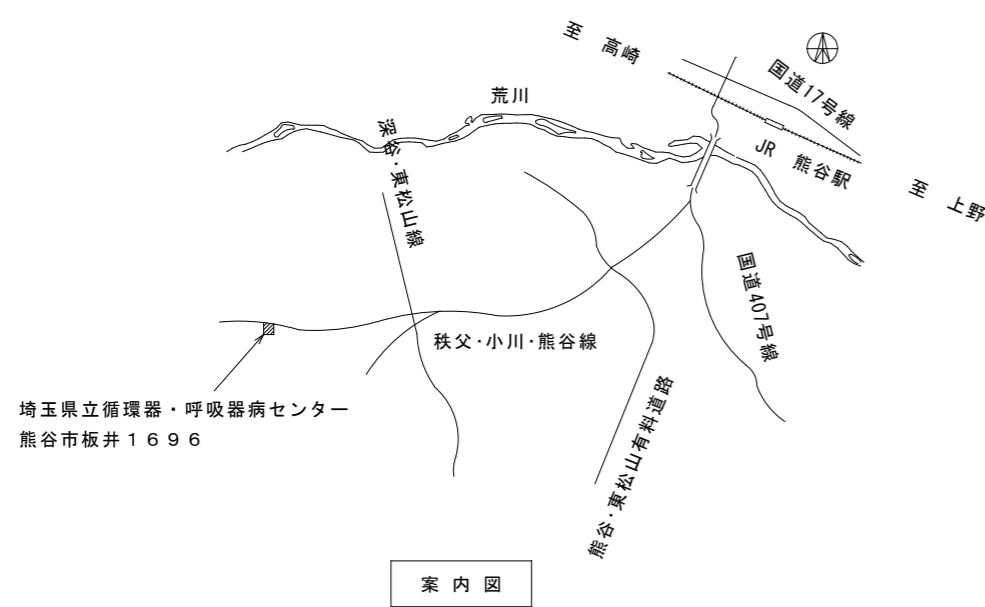 至　高崎
国道17号線
荒川
深谷・東松山線
JR　熊谷駅
至　上野
国道407号線
秩父・小川・熊谷線
埼玉県立循環器・呼吸器病センター
熊谷市板井１６９６
熊谷・東松山有料道路
案 内 図